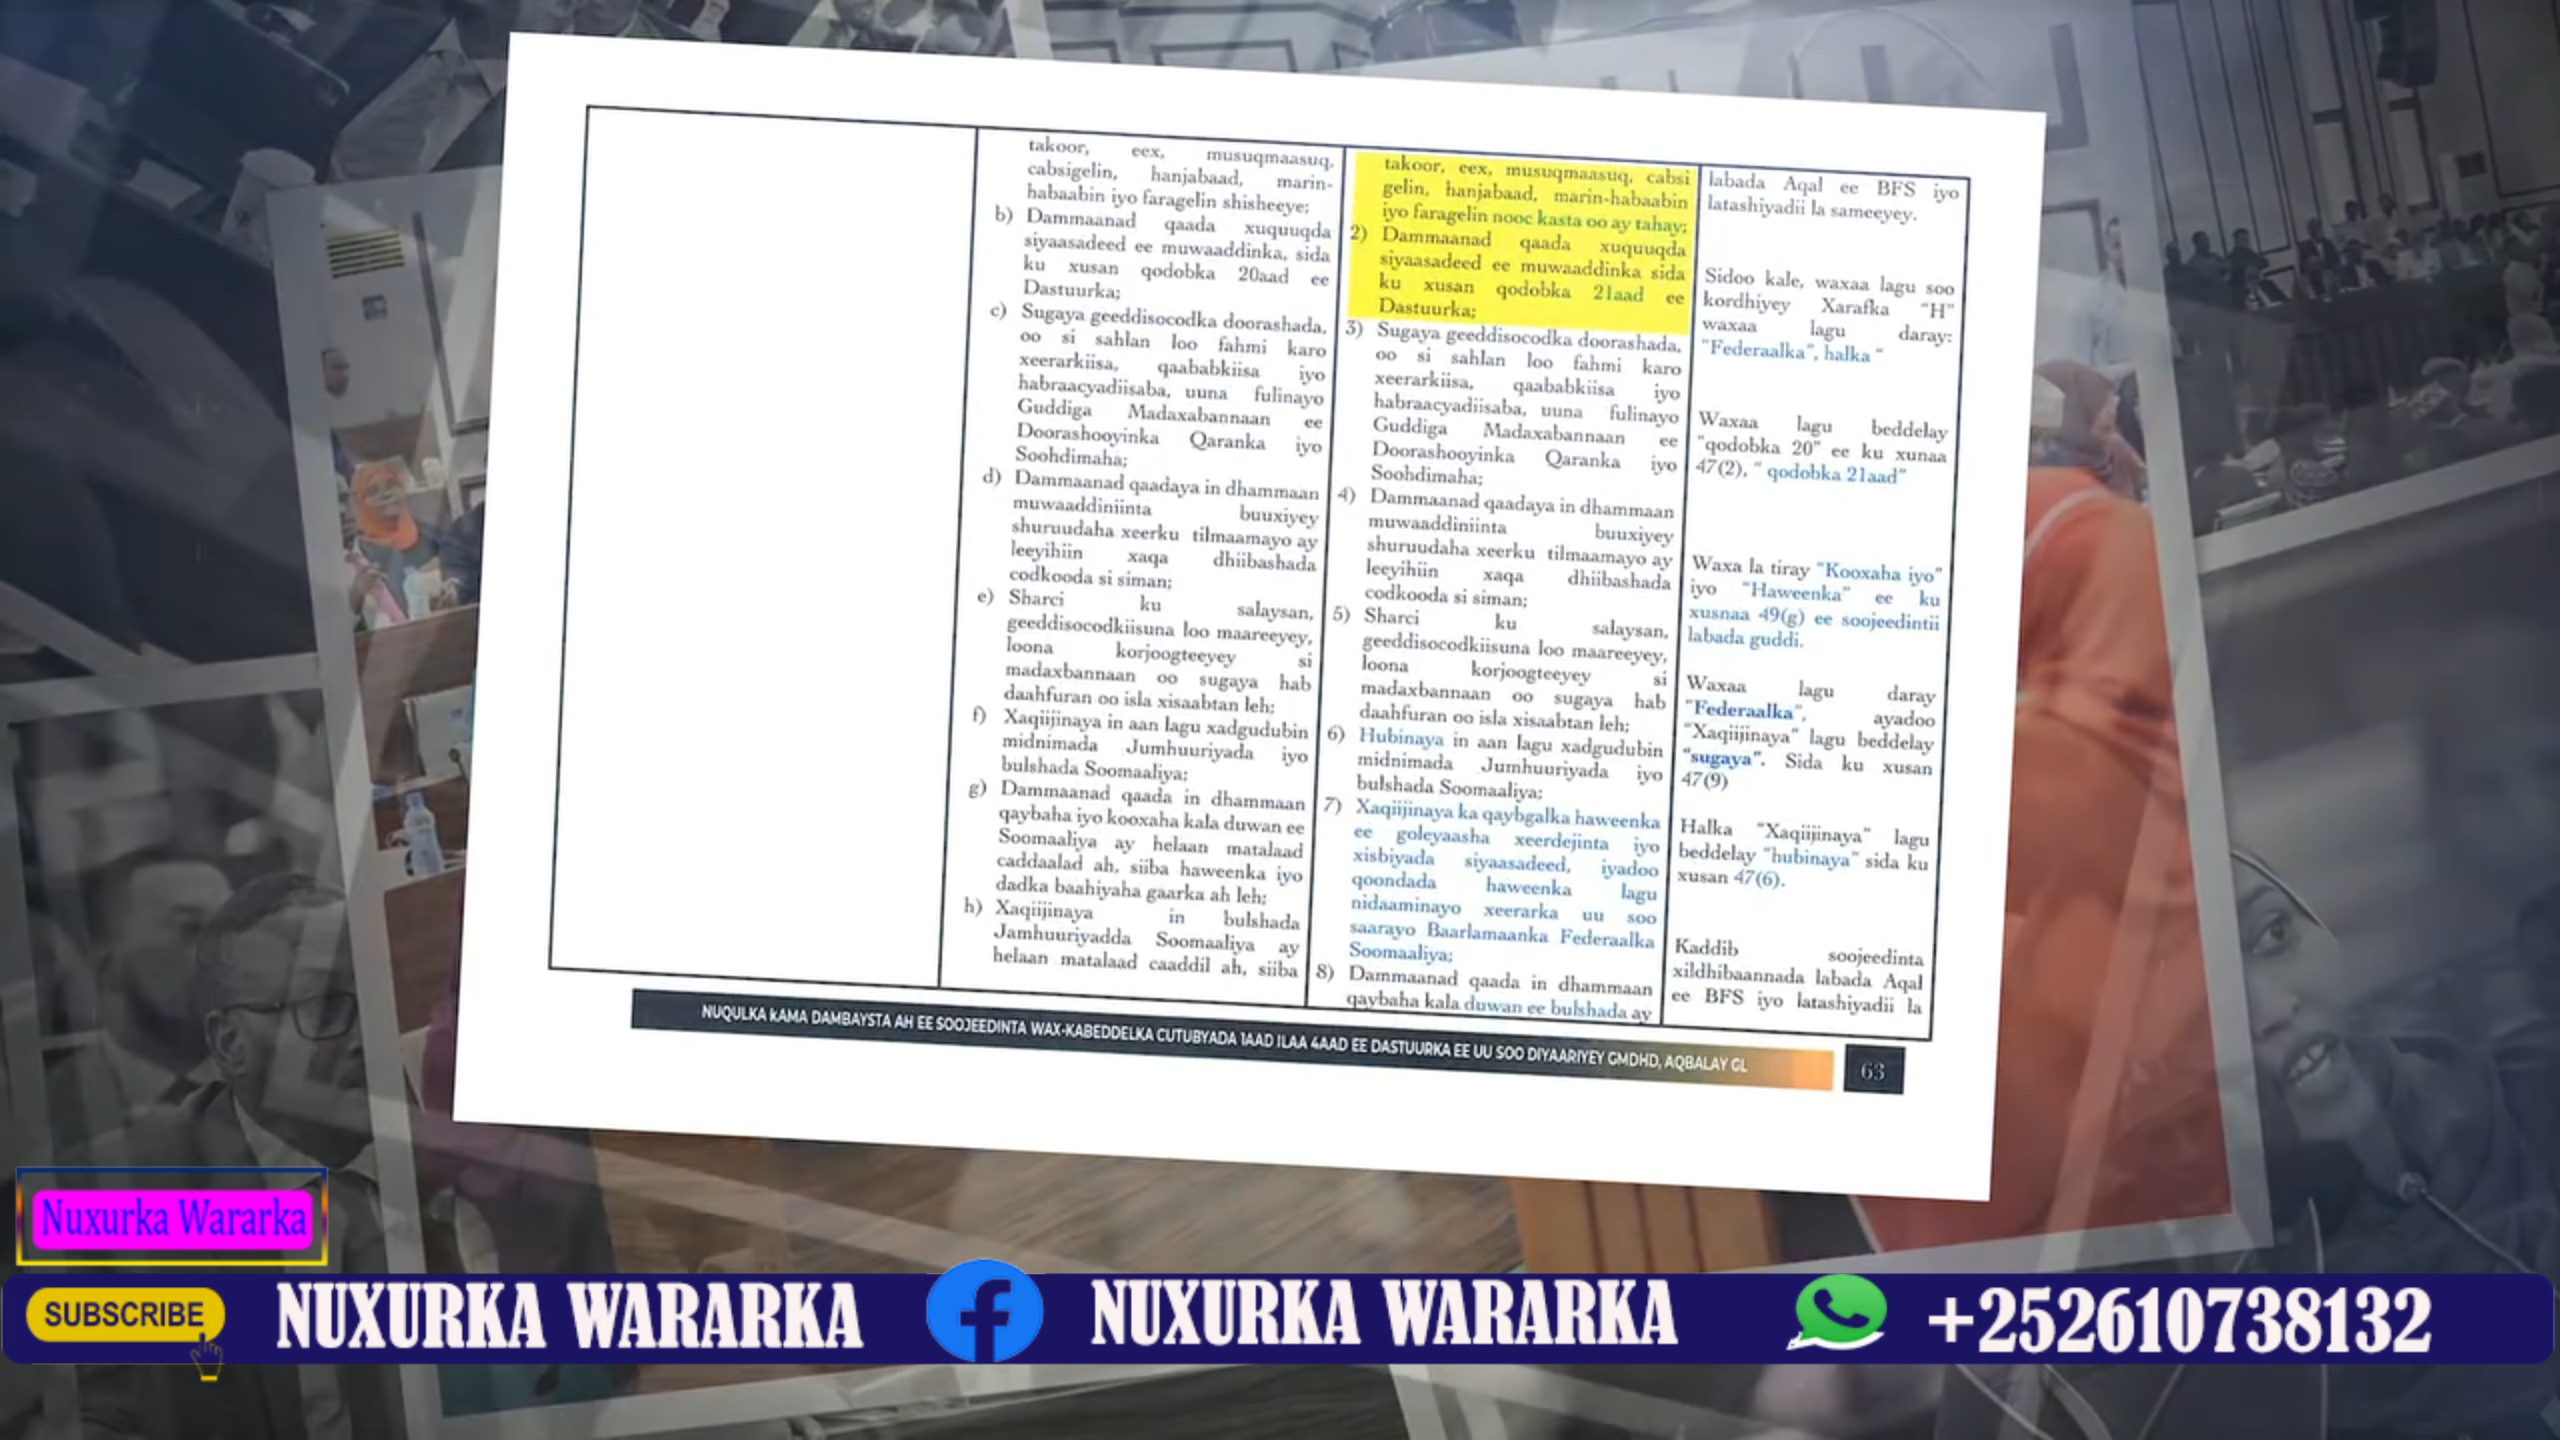 takoor, eex, musuqmaasuq,
cabsigelin, hanjabaad, marin-
habaabin iyo faragelin shisheeye;
b) Dammaanad qaada xuquuqda
siyaasadeed ee muwaaddinka, sida
ku xusan qodobka 20aad ee
Dastuurka;
c) Sugaya geeddisocodka doorashada,
oo si sahlan loo fahmi karo
xeerarkiisa, qaababkiisa iyo
habraacyadiisaba, uuna fulinayo
Guddiga Madaxabannaan ee
Doorashooyinka Qaranka iyo
Soohdimaha;
d) Dammaanad qaadaya in dhammaan
muwaaddiniinta buuxiyey
shuruudaha xeerku tilmaamayo ay
leeyihiin xaqa dhiibashada
codkooda si siman;
e) Sharci ku salaysan,
geeddisocodkiisuna loo maareeyey,
loona korjoogteeyey si
madaxbannaan oo sugaya hab
daahfuran oo isla xisaabtan leh;
f) Xaqiijinaya in aan lagu xadgudubin
midnimada Jumhuuriyada iyo
bulshada Soomaaliya;
g) Dammaanad qaada in dhammaan
qaybaha iyo kooxaha kala duwan ee
Soomaaliya ay helaan matalaad
caddaalad ah, siiba haweenka iyo
dadka baahiyaha gaarka ah leh;
h) Xaqiijinaya in bulshada
Jamhuuriyadda Soomaaliya ay
helaan matalaad caaddil ah, siiba
takoor, eex, musuqmaasuq, cabsi
gelin, hanjabaad, marin-habaabin
iyo faragelin nooc kasta oo ay tahay;
2) Dammaanad qaada xuquuqda
siyaasadeed ee muwaaddinka sida
ku xusan qodobka 21aad ee
Dastuurka;
3) Sugaya geeddisocodka doorashada,
oo si sahlan loo fahmi karo
xeerarkiisa, qaababkiisa iyo
habraacyadiisaba, uuna fulinayo
Guddiga Madaxabannaan ee
Doorashooyinka Qaranka iyo
Soohdimaha;
4) Dammaanad qaadaya in dhammaan
muwaaddiniinta buuxiyey
shuruudaha xeerku tilmaamayo ay
leeyihiin xaqa dhiibashada
codkooda si siman;
5) Sharci ku salaysan,
geeddisocodkiisuna loo maareeyey,
loona korjoogteeyey si
madaxbannaan oo sugaya hab
daahfuran oo isla xisaabtan leh;
6) Hubinaya in aan lagu xadgudubin
midnimada Jumhuuriyada iyo
bulshada Soomaaliya;
7) Xaqiijinaya ka qaybgalka haweenka
ee goleyaasha xeerdejinta iyo
xisbiyada siyaasadeed, iyadoo
qoondada haweenka lagu
nidaaminayo xeerarka uu soo
saarayo Baarlamaanka Federaalka
Soomaaliya;
8) Dammaanad qaada in dhammaan
qaybaha kala duwan ee bulshada ay
labada Aqal ee BFS iyo
latashiyadii la sameeyey.
Sidoo kale, waxaa lagu soo
kordhiyey Xarafka "H"
waxaa lagu daray:
"Federaalka", halka "
Waxaa lagu beddelay
"qodobka 20" ee ku xunaa
47(2), " qodobka 21aad"
Waxa la tiray "Kooxaha iyo"
iyo "Haweenka" ee ku
xusnaa 49(g) ee soojeedintii
labada guddi.
Waxaa lagu daray
"Federaalka", ayadoo
"Xaqiijinaya" lagu beddelay
"sugaya". Sida ku xusan
47(9)
Halka "Xaqiijinaya" lagu
beddelay "hubinaya" sida ku
xusan 47(6).
Kaddib soojeedinta
xildhibaannada labada Aqal
ee BFS iyo latashiyadii la
NUQULKA kAMA DAMBAYSTA AH EE SOOJEEDINTA WAX-KABEDDELKA CUTUBYADA 1AAD ILAA 4AAD EE DASTUURKA EE UU SOO DIYAARIYEY GMDHD, AQBALAY GL
63
Nuxurka Wararka
SUBSCRIBE NUXURKA WARARKA NUXURKA WARARKA +252610738132